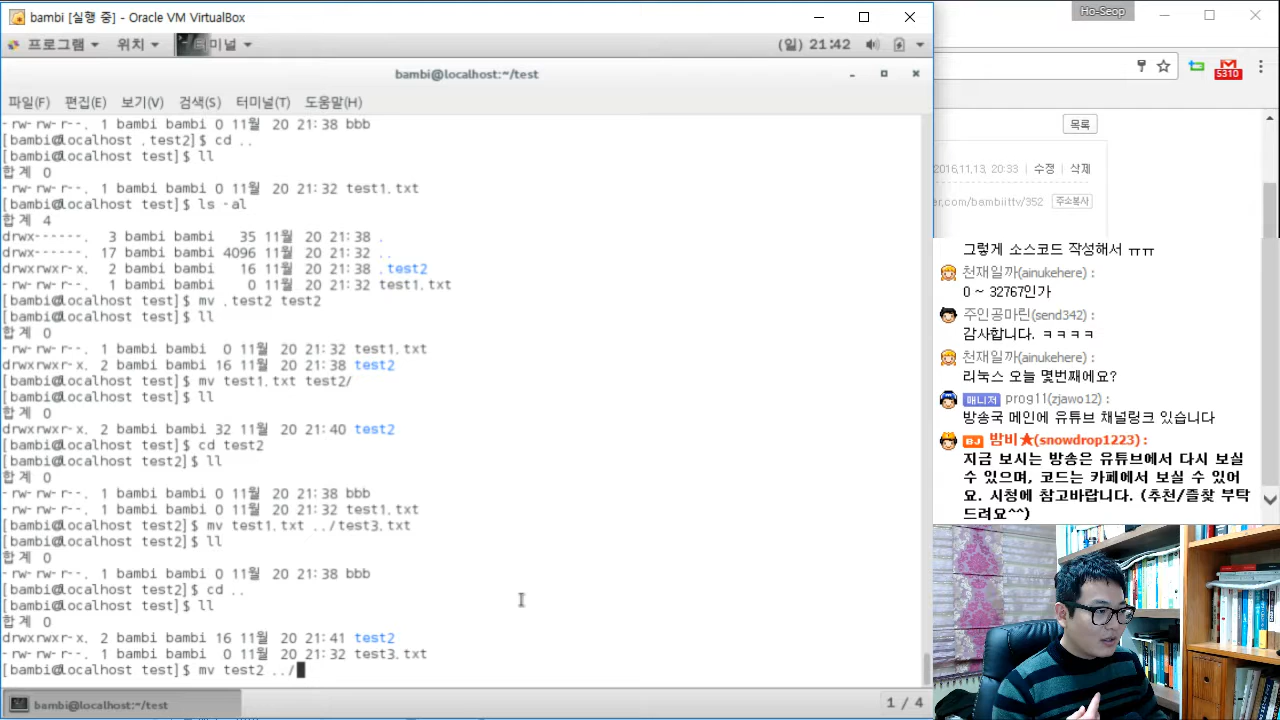 bambi [실행 중] - Oracle VM VirtualBox
Ho-Seop
프로그램 위치 터미널 (일) 21:42
5310
bambi@localhost:~/test
파일(F) 편집(E) 보기(V) 검색(S) 터미널(T) 도움말(H)
-rw-rw-r--. 1 bambi bambi 0 11월 20 21:38 bbb
[bambi@localhost .test2]$ cd ..
[bambi@localhost test]$ ll
합계 0
-rw-rw-r--. 1 bambi bambi 0 11월 20 21:32 test1.txt
[bambi@localhost test]$ ls -al
합계 4
drwx------. 3 bambi bambi 35 11월 20 21:38 .
drwx------. 17 bambi bambi 4096 11월 20 21:32 ..
drwxrwxr-x. 2 bambi bambi 16 11월 20 21:38 .test2
-rw-rw-r--. 1 bambi bambi 0 11월 20 21:32 test1.txt
[bambi@localhost test]$ mv .test2 test2
[bambi@localhost test]$ ll
합계 0
-rw-rw-r--. 1 bambi bambi 0 11월 20 21:32 test1.txt
drwxrwxr-x. 2 bambi bambi 16 11월 20 21:38 test2
[bambi@localhost test]$ mv test1.txt test2/
[bambi@localhost test]$ ll
합계 0
drwxrwxr-x. 2 bambi bambi 32 11월 20 21:40 test2
[bambi@localhost test]$ cd test2
[bambi@localhost test2]$ ll
합계 0
-rw-rw-r--. 1 bambi bambi 0 11월 20 21:38 bbb
-rw-rw-r--. 1 bambi bambi 0 11월 20 21:32 test1.txt
[bambi@localhost test2]$ mv test1.txt ../test3.txt
[bambi@localhost test2]$ ll
합계 0
-rw-rw-r--. 1 bambi bambi 0 11월 20 21:38 bbb
[bambi@localhost test2]$ cd ..
[bambi@localhost test]$ ll
합계 0
drwxrwxr-x. 2 bambi bambi 16 11월 20 21:41 test2
-rw-rw-r--. 1 bambi bambi 0 11월 20 21:32 test3.txt
[bambi@localhost test]$ mv test2 ../
bambi@localhost:~/test 1 / 4
목록
2016,11,13, 20:33 수정 삭제
er,com/bambiittv/352 주소복사
그렇게 소스코드 작성해서 ㅠㅠ
천재일까(ainukehere) :
0 ~ 32767인가
주인공마린(send342) :
감사합니다. ㅋㅋㅋㅋ
천재일까(ainukehere) :
리눅스 오늘 몇번째에요?
매니저 prog11(zjawo12) :
방송국 메인에 유튜브 채널링크 있습니다
BJ 밤비★(snowdrop1223) :
지금 보시는 방송은 유튜브에서 다시 보실
수 있으며, 코드는 카페에서 보실 수 있어
요. 시청에 참고바랍니다. (추천/즐찾 부탁
드려요^^)